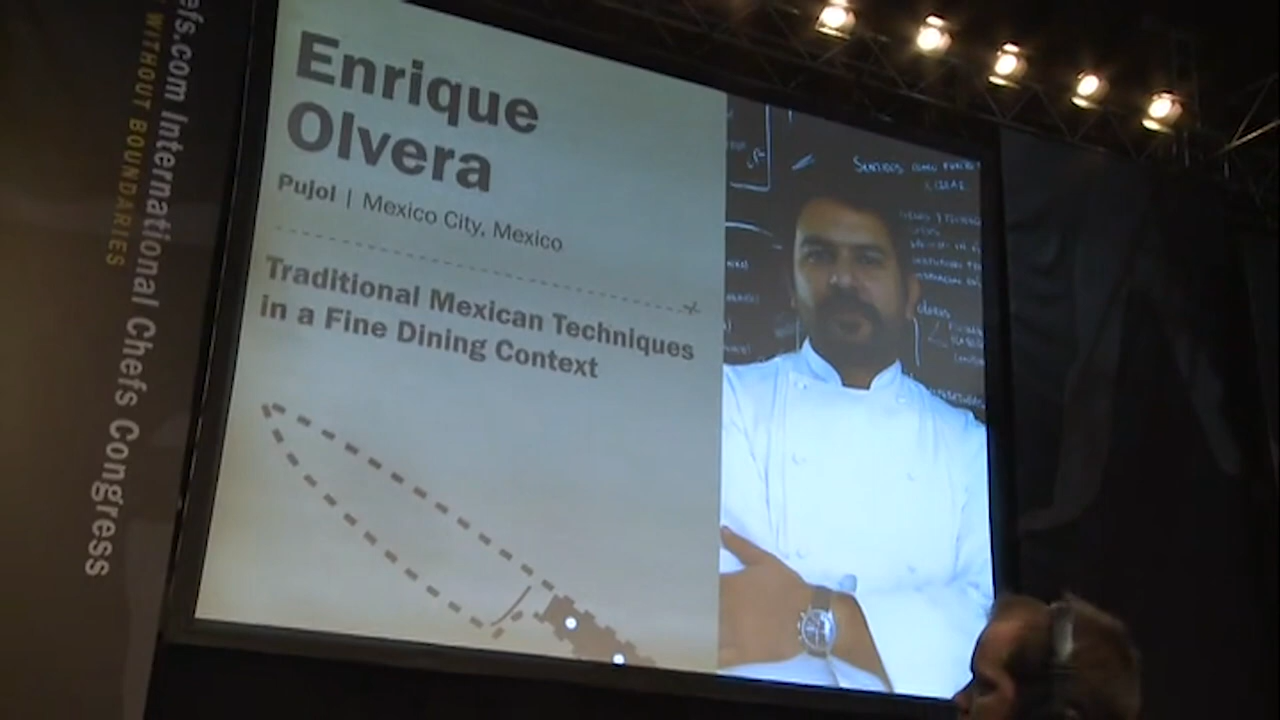 efs.com International Chefs Congress
WITHOUT BOUNDARIES
Enrique
Olvera
Pujol | Mexico City, Mexico
Traditional Mexican Techniques
in a Fine Dining Context